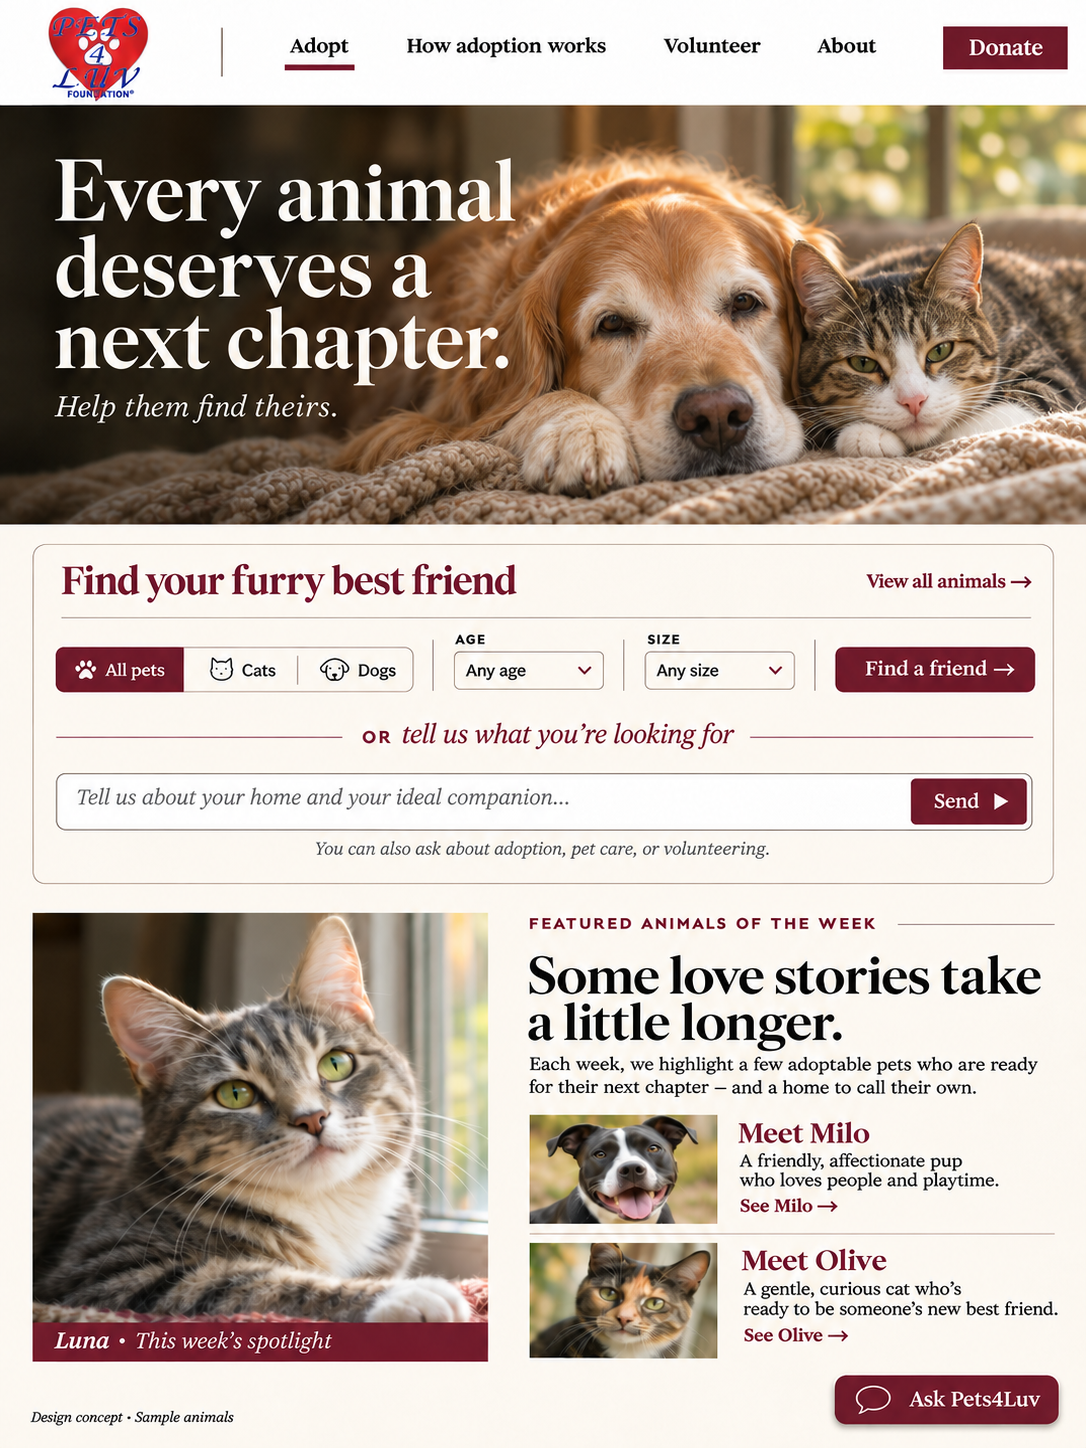 PETS
4
L.U.V
FOUNDATION®
Adopt
How adoption works
Volunteer
About
Donate
Every animal
deserves a
next chapter.
Help them find theirs.
Find your furry best friend
View all animals →
All pets
Cats
Dogs
AGE
Any age
SIZE
Any size
Find a friend →
OR tell us what you're looking for
Tell us about your home and your ideal companion...
Send
You can also ask about adoption, pet care, or volunteering.
Luna • This week's spotlight
FEATURED ANIMALS OF THE WEEK
Some love stories take
a little longer.
Each week, we highlight a few adoptable pets who are ready
for their next chapter – and a home to call their own.
Meet Milo
A friendly, affectionate pup
who loves people and playtime.
See Milo →
Meet Olive
A gentle, curious cat who's
ready to be someone's new best friend.
See Olive →
Ask Pets4Luv
Design concept • Sample animals